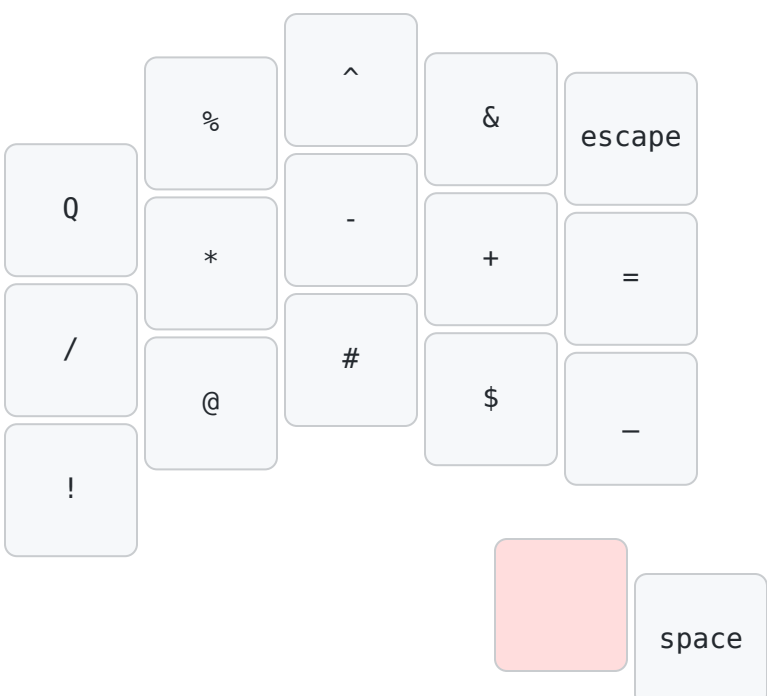 Q % ^ & escape
/ * - + =
! @ # $ _
space